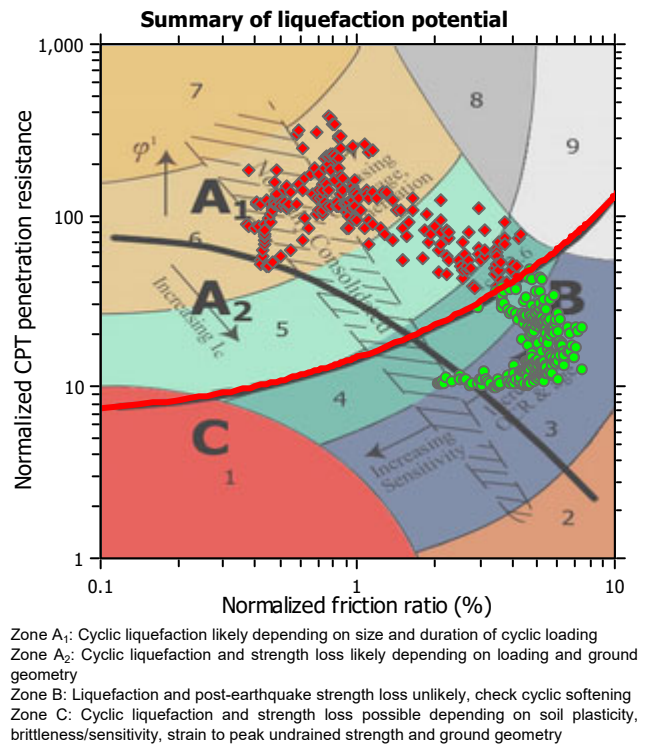 Summary of liquefaction potential
1,000
100
10
1
0.1
1
10
Normalized CPT penetration resistance
Normalized friction ratio (%)
7
8
9
φ'
A1
6
A2
Increasing Ic
5
Consolidated
B
4
C
1
Increasing
Sensitivity
3
2
Zone A1: Cyclic liquefaction likely depending on size and duration of cyclic loading
Zone A2: Cyclic liquefaction and strength loss likely depending on loading and ground
geometry
Zone B: Liquefaction and post-earthquake strength loss unlikely, check cyclic softening
Zone C: Cyclic liquefaction and strength loss possible depending on soil plasticity,
brittleness/sensitivity, strain to peak undrained strength and ground geometry